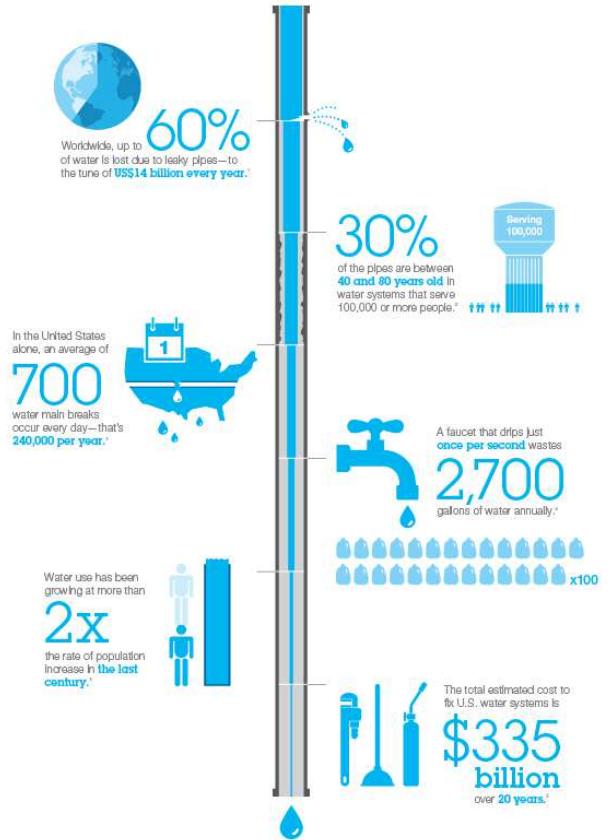 Worldwide, up to 60%
of water is lost due to leaky pipes—to
the tune of US$14 billion every year.
30%
of the pipes are between
40 and 80 years old in
water systems that serve
100,000 or more people.
Serving
100,000
In the United States
alone, an average of
700
water main breaks
occur every day—that's
240,000 per year.
1
A faucet that drips just
once per second wastes
2,700
gallons of water annually.
x100
Water use has been
growing at more than
2x
the rate of population
increase in the last
century.
The total estimated cost to
fix U.S. water systems is
$335
billion
over 20 years.